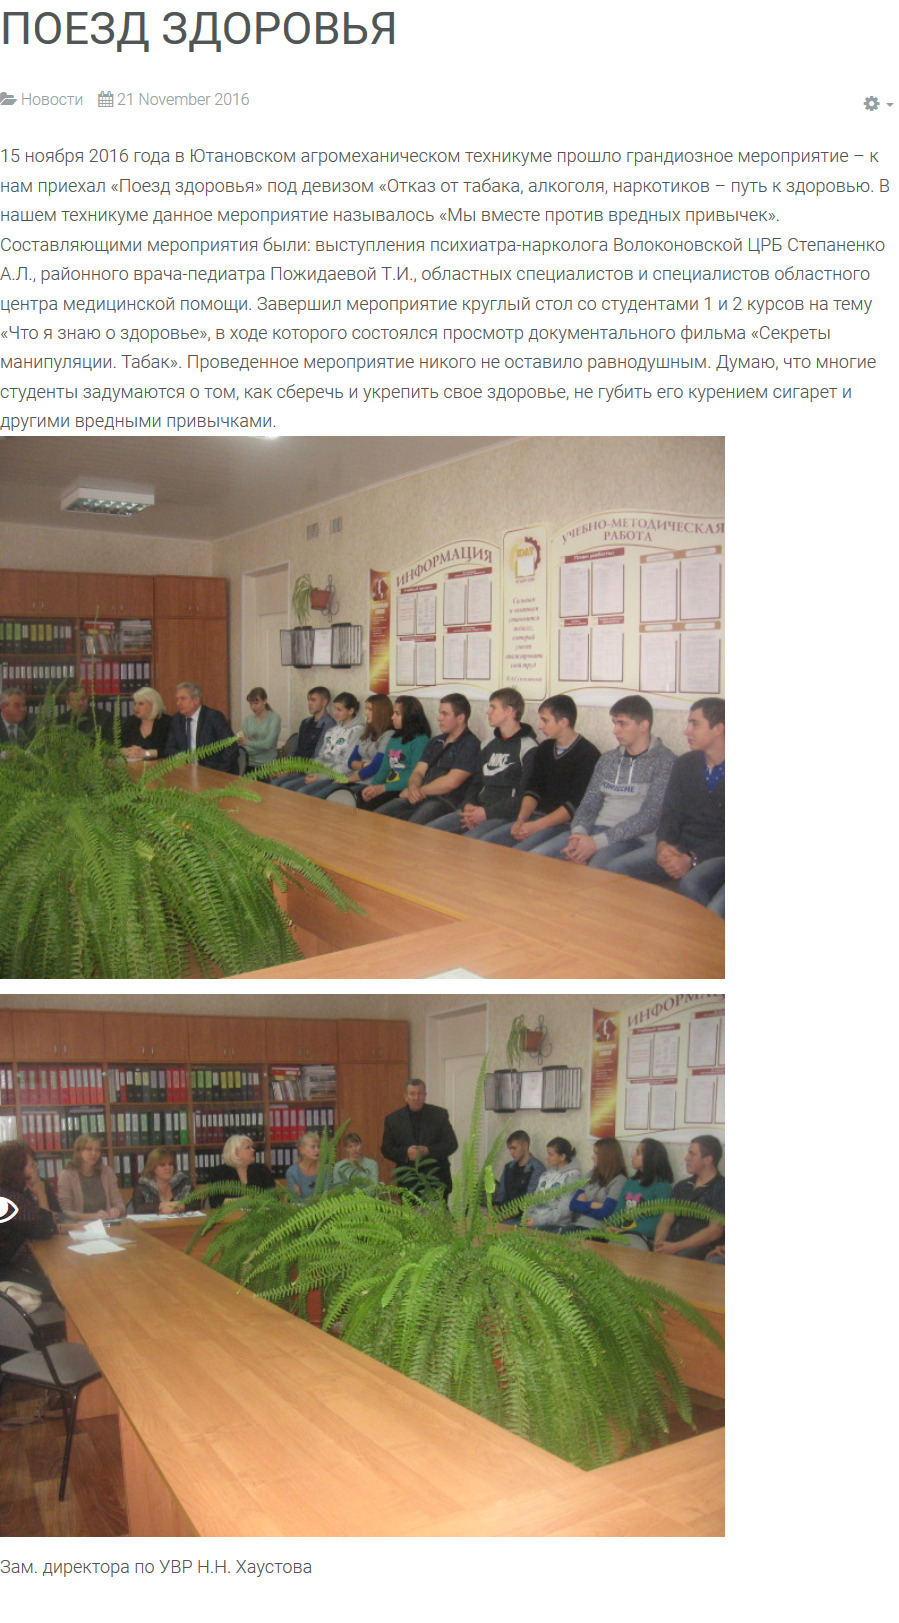 ПОЕЗД ЗДОРОВЬЯ
Новости 21 November 2016
15 ноября 2016 года в Ютановском агромеханическом техникуме прошло грандиозное мероприятие – к
нам приехал «Поезд здоровья» под девизом «Отказ от табака, алкоголя, наркотиков – путь к здоровью. В
нашем техникуме данное мероприятие называлось «Мы вместе против вредных привычек».
Составляющими мероприятия были: выступления психиатра-нарколога Волоконовской ЦРБ Степаненко
А.Л., районного врача-педиатра Пожидаевой Т.И., областных специалистов и специалистов областного
центра медицинской помощи. Завершил мероприятие круглый стол со студентами 1 и 2 курсов на тему
«Что я знаю о здоровье», в ходе которого состоялся просмотр документального фильма «Секреты
манипуляции. Табак». Проведенное мероприятие никого не оставило равнодушным. Думаю, что многие
студенты задумаются о том, как сберечь и укрепить свое здоровье, не губить его курением сигарет и
другими вредными привычками.
ИНФОРМАЦИЯ
УЧЕБНО-МЕТОДИЧЕСКАЯ
РАБОТА
NIKE
ИНФОРМА
Зам. директора по УВР Н.Н. Хаустова